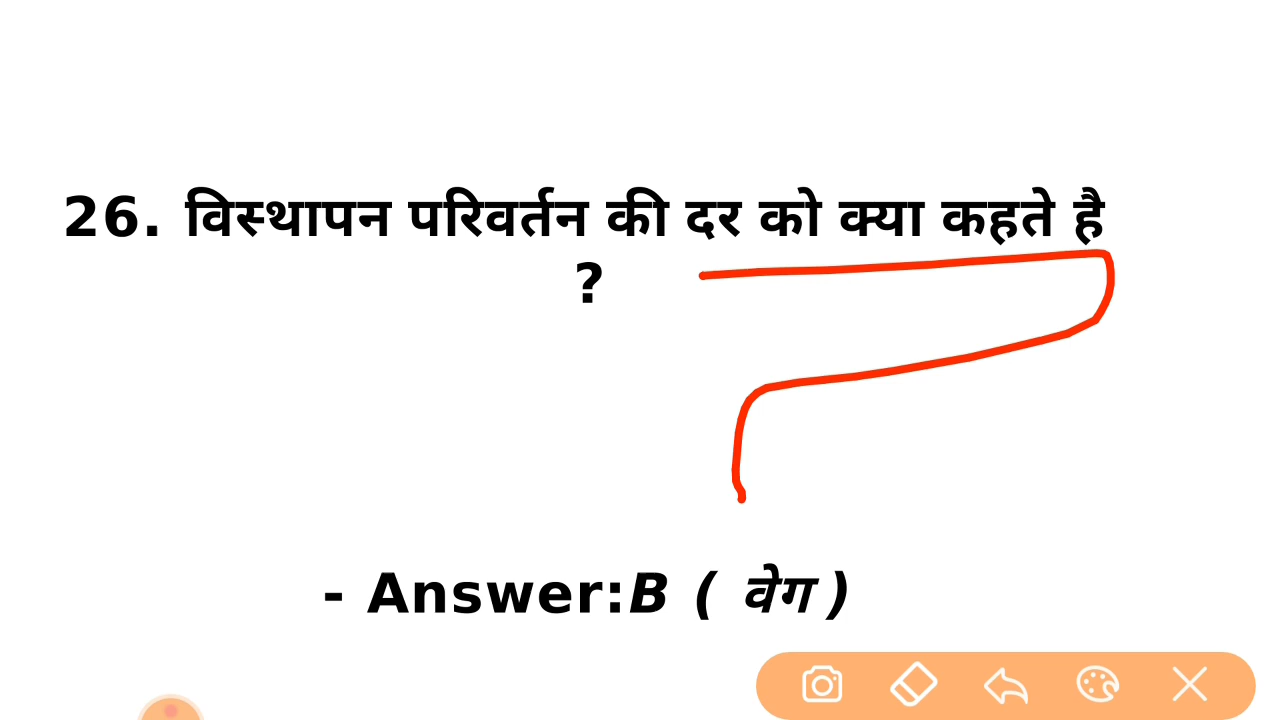 26. विस्थापन परिवर्तन की दर को क्या कहते है
?
- Answer:B ( वेग )